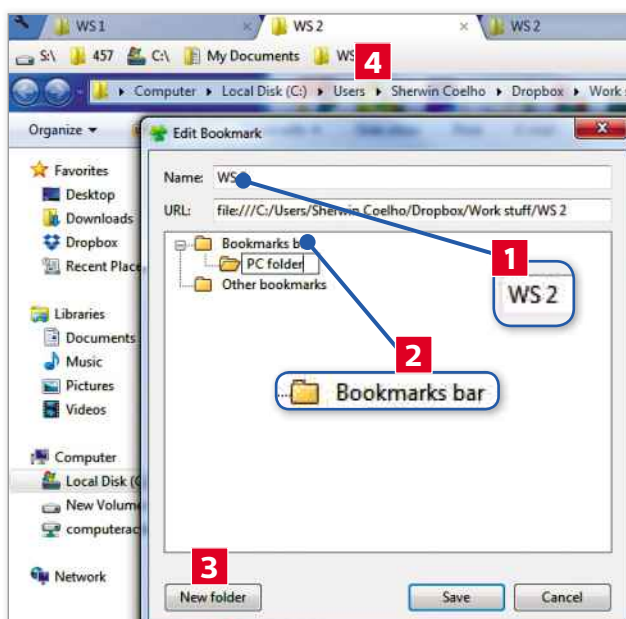 WS 1
WS 2
WS 2
S:\ 457 C:\ My Documents WS
4
Computer Local Disk (C:) Users Sherwin Coelho Dropbox Work
Organize
Edit Bookmark
Favorites
Desktop
Downloads
Dropbox
Recent Place
Libraries
Documents
Music
Pictures
Videos
Computer
Local Disk (C
New Volum
computerac
Network
Name: WS
URL: file:///C:/Users/Sherwin Coelho/Dropbox/Work stuff/WS 2
Bookmarks b
PC folder
Other bookmarks
1
WS 2
2
Bookmarks bar
3
New folder
Save
Cancel